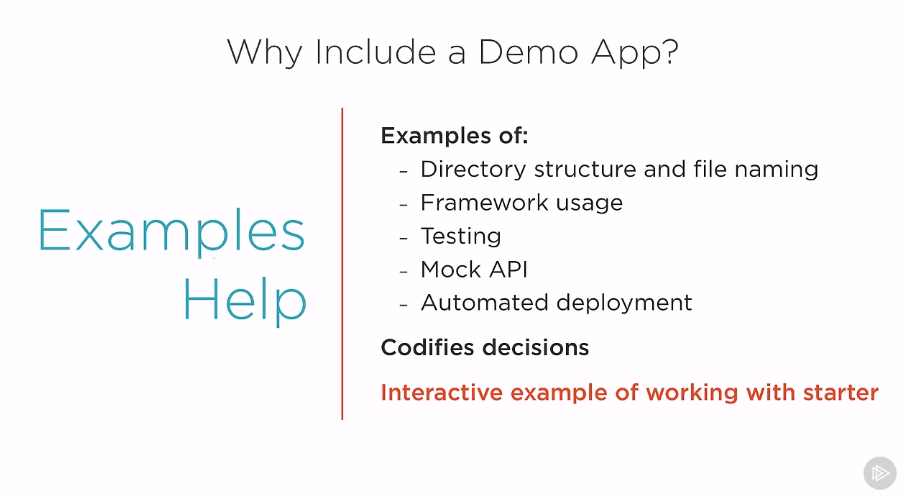 Why Include a Demo App?
Examples
Help
Examples of:
- Directory structure and file naming
- Framework usage
- Testing
- Mock API
- Automated deployment
Codifies decisions
Interactive example of working with starter